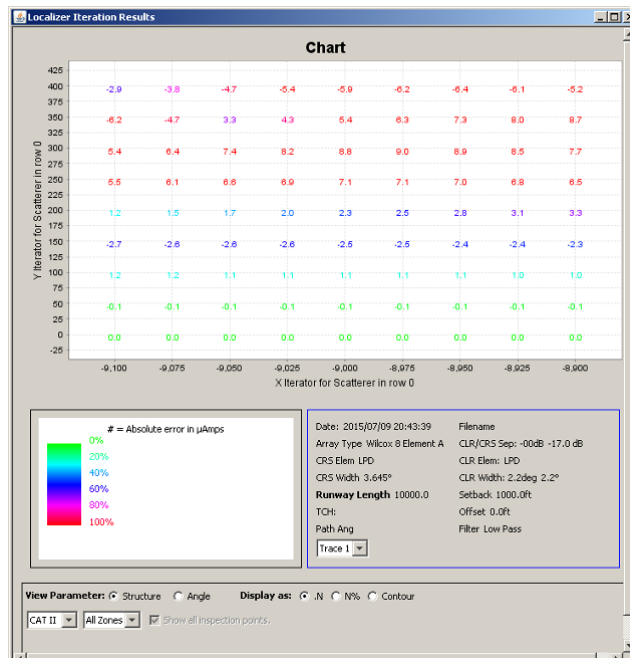 Localizer Iteration Results
Chart
Y Iterator for Scatterer in row 0
425
400 -2.9 -3.8 -4.7 -5.4 -5.9 -6.2 -6.4 -6.1 -5.2
375
350 -6.2 -4.7 3.3 4.3 5.4 6.3 7.3 8.0 8.7
325
300
275 5.4 6.4 7.4 8.2 8.8 9.0 8.9 8.5 7.7
250
225 5.5 6.1 6.6 6.9 7.1 7.1 7.0 6.8 6.5
200 1.2 1.5 1.7 2.0 2.3 2.5 2.8 3.1 3.3
175
150 -2.7 -2.6 -2.6 -2.6 -2.5 -2.5 -2.4 -2.4 -2.3
125
100 1.2 1.2 1.1 1.1 1.1 1.1 1.1 1.0 1.0
75
50 -0.1 -0.1 -0.1 -0.1 -0.1 -0.1 -0.1 -0.1 -0.1
25
0 0.0 0.0 0.0 0.0 0.0 0.0 0.0 0.0 0.0
-25
-9,100 -9,075 -9,050 -9,025 -9,000 -8,975 -8,950 -8,925 -8,900
X Iterator for Scatterer in row 0
# = Absolute error in µAmps
0%
20%
40%
60%
80%
100%
Date: 2015/07/09 20:43:39 Filename
Array Type Wilcox 8 Element A CLR/CRS Sep: -00dB -17.0 dB
CRS Elem LPD CLR Elem: LPD
CRS Width 3.645° CLR Width: 2.2deg 2.2°
Runway Length 10000.0 Setback 1000.0ft
TCH: Offset 0.0ft
Path Ang Filter Low Pass
Trace 1
View Parameter: Structure Angle Display as: .N N% Contour
CAT II All Zones Show all inspection points.